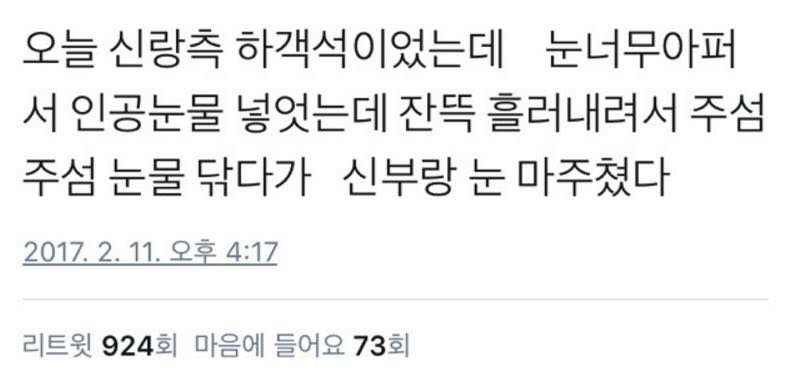 오늘 신랑측 하객석이었는데 눈너무아퍼
서 인공눈물 넣엇는데 잔뜩 흘러내려서 주섬
주섬 눈물 닦다가 신부랑 눈 마주쳤다
2017. 2. 11. 오후 4:17
리트윗 924회 마음에 들어요 73회